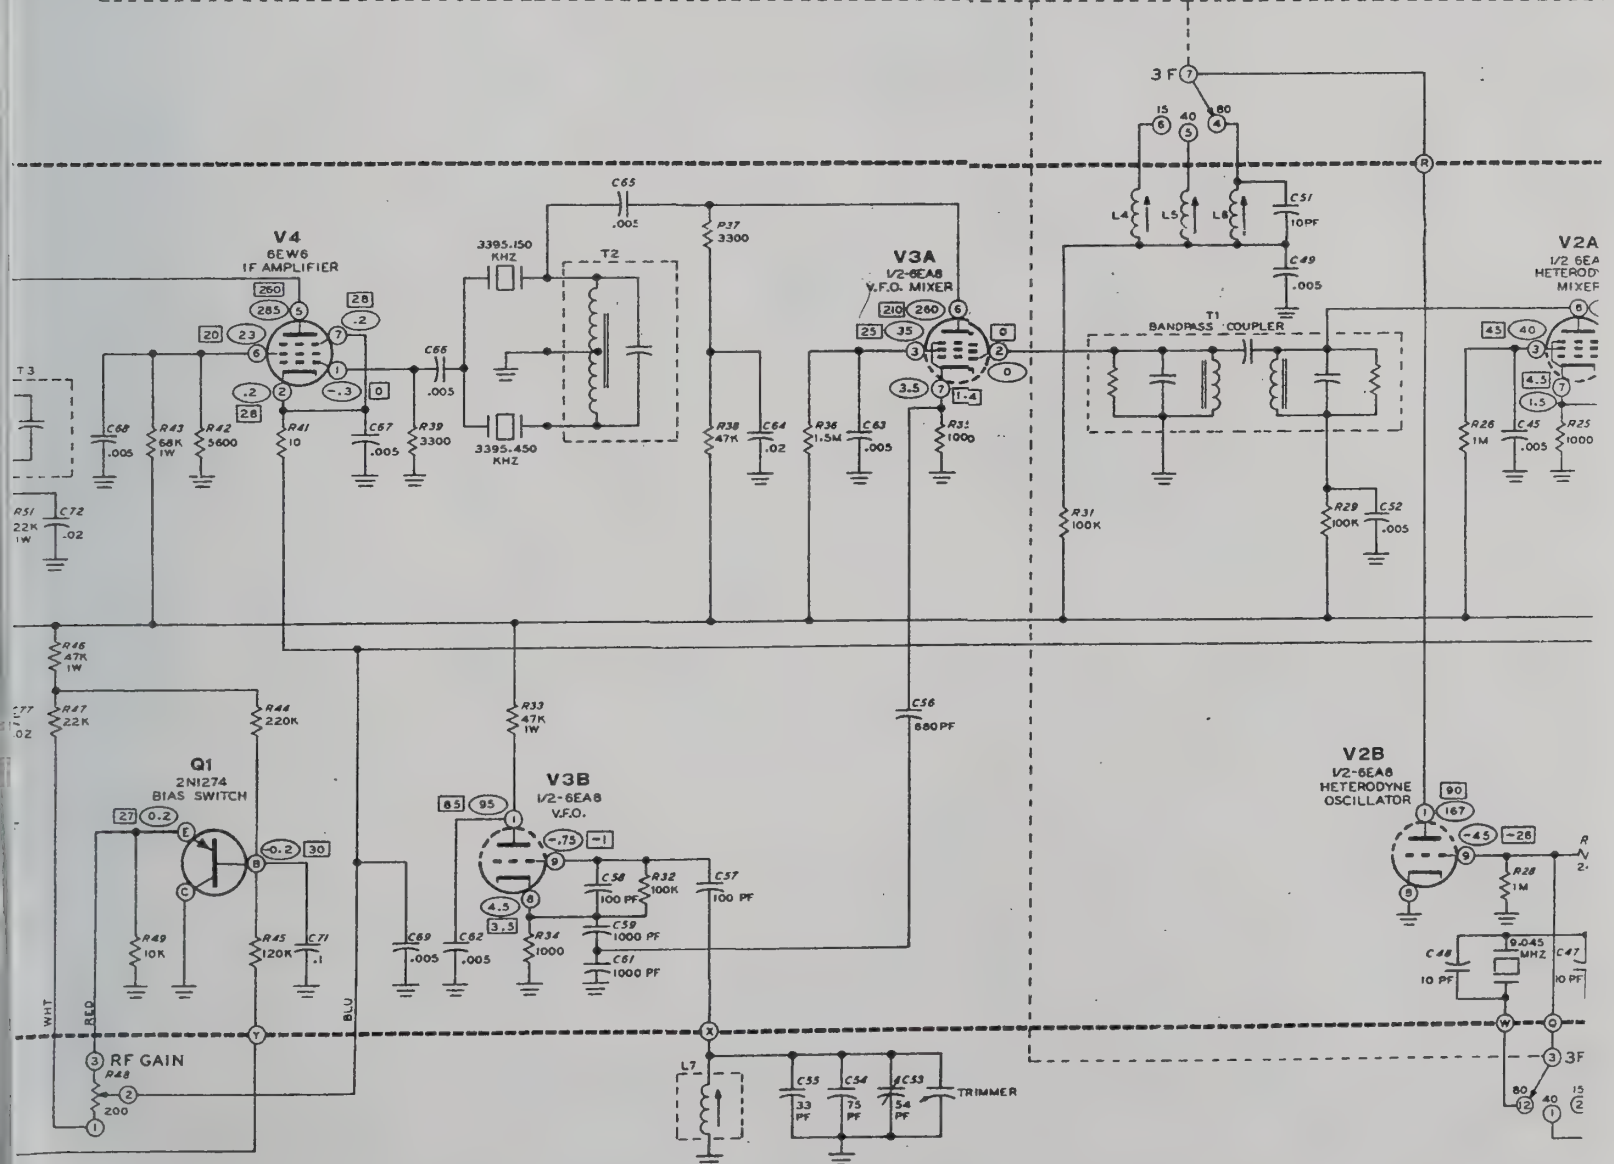 3F
7
15
40
80
6
5
4
R
C65
.005
R37
3300
L4
L5
L6
C51
10PF
V4
6EW6
IF AMPLIFIER
3395.150
KHZ
T2
V3A
1/2-6EA8
V.F.O. MIXER
C49
.005
V2A
1/2 6EA
HETERODY
MIXER
260
285
5
28
.2
7
20
23
6
1
.2
2
-.3
0
28
C66
.005
210
260
6
25
35
3
2
0
0
3.5
7
1.4
T1
BANDPASS COUPLER
6
45
40
3
4.5
7
1.5
T3
C68
.005
R43
68K
1W
R42
5600
R41
10
C67
.005
R39
3300
3395.450
KHZ
R38
47K
C64
.02
R36
1.5M
C63
.005
1000
R26
1M
C45
.005
R25
1000
R51
22K
1W
C72
.02
R31
100K
R29
100K
C52
.005
R46
47K
1W
C77
.02
R47
22K
R44
220K
R33
47K
1W
C56
680PF
Q1
2N1274
BIAS SWITCH
V3B
1/2-6EA8
V.F.O.
V2B
1/2-6EA8
HETERODYNE
OSCILLATOR
27
0.2
E
-0.2
30
B
C
85
95
1
-.75
-1
9
4.5
8
3.5
90
167
1
-45
-28
9
8
C58
100 PF
R32
100K
C57
100 PF
R28
1M
R49
10K
R45
120K
C71
.1
C69
.005
C62
.005
R34
1000
C59
1000 PF
C61
1000 PF
C48
10 PF
9.045
MHZ
C47
10 PF
WHT
RED
BLU
Y
X
W
Q
3
RF GAIN
R48
2
200
1
L7
C55
33
PF
C54
75
PF
C53
54
PF
TRIMMER
3
3F
80
12
40
1
15
2